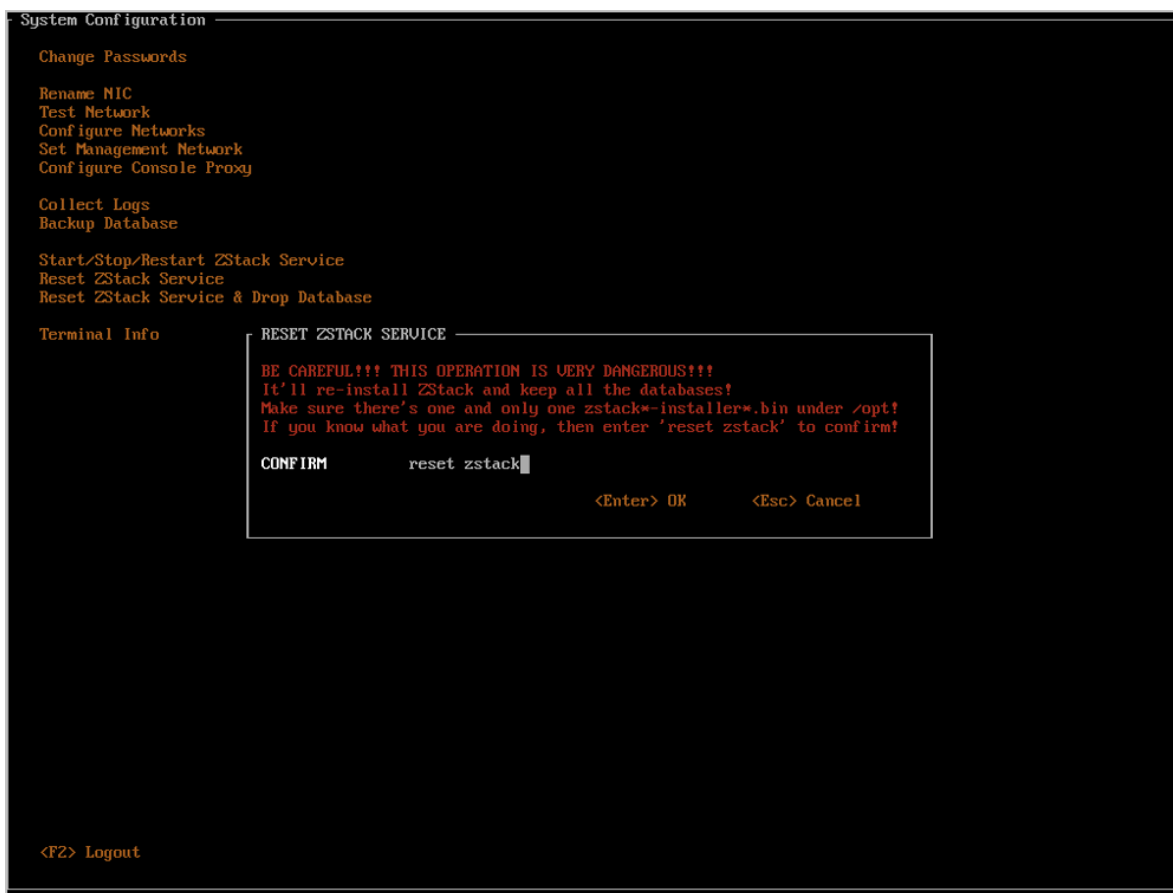 System Configuration
Change Passwords
Rename NIC
Test Network
Configure Networks
Set Management Network
Configure Console Proxy
Collect Logs
Backup Database
Start/Stop/Restart ZStack Service
Reset ZStack Service
Reset ZStack Service & Drop Database
Terminal Info
RESET ZSTACK SERVICE
BE CAREFUL!!! THIS OPERATION IS VERY DANGEROUS!!!
It'll re-install ZStack and keep all the databases!
Make sure there's one and only one zstack*-installer*.bin under /opt!
If you know what you are doing, then enter 'reset zstack' to confirm!
CONFIRM reset zstack
<Enter> OK <Esc> Cancel
<F2> Logout